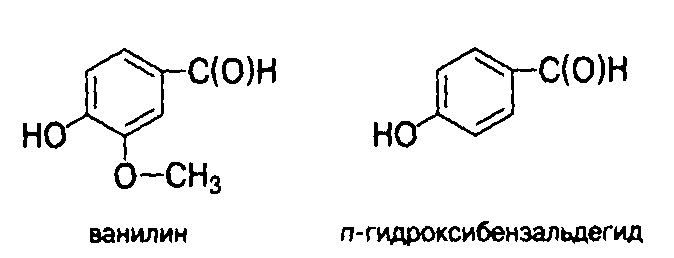 C(O)H C(O)H
HO HO
O–CH₃
ванилин п-гидроксибензальдегид